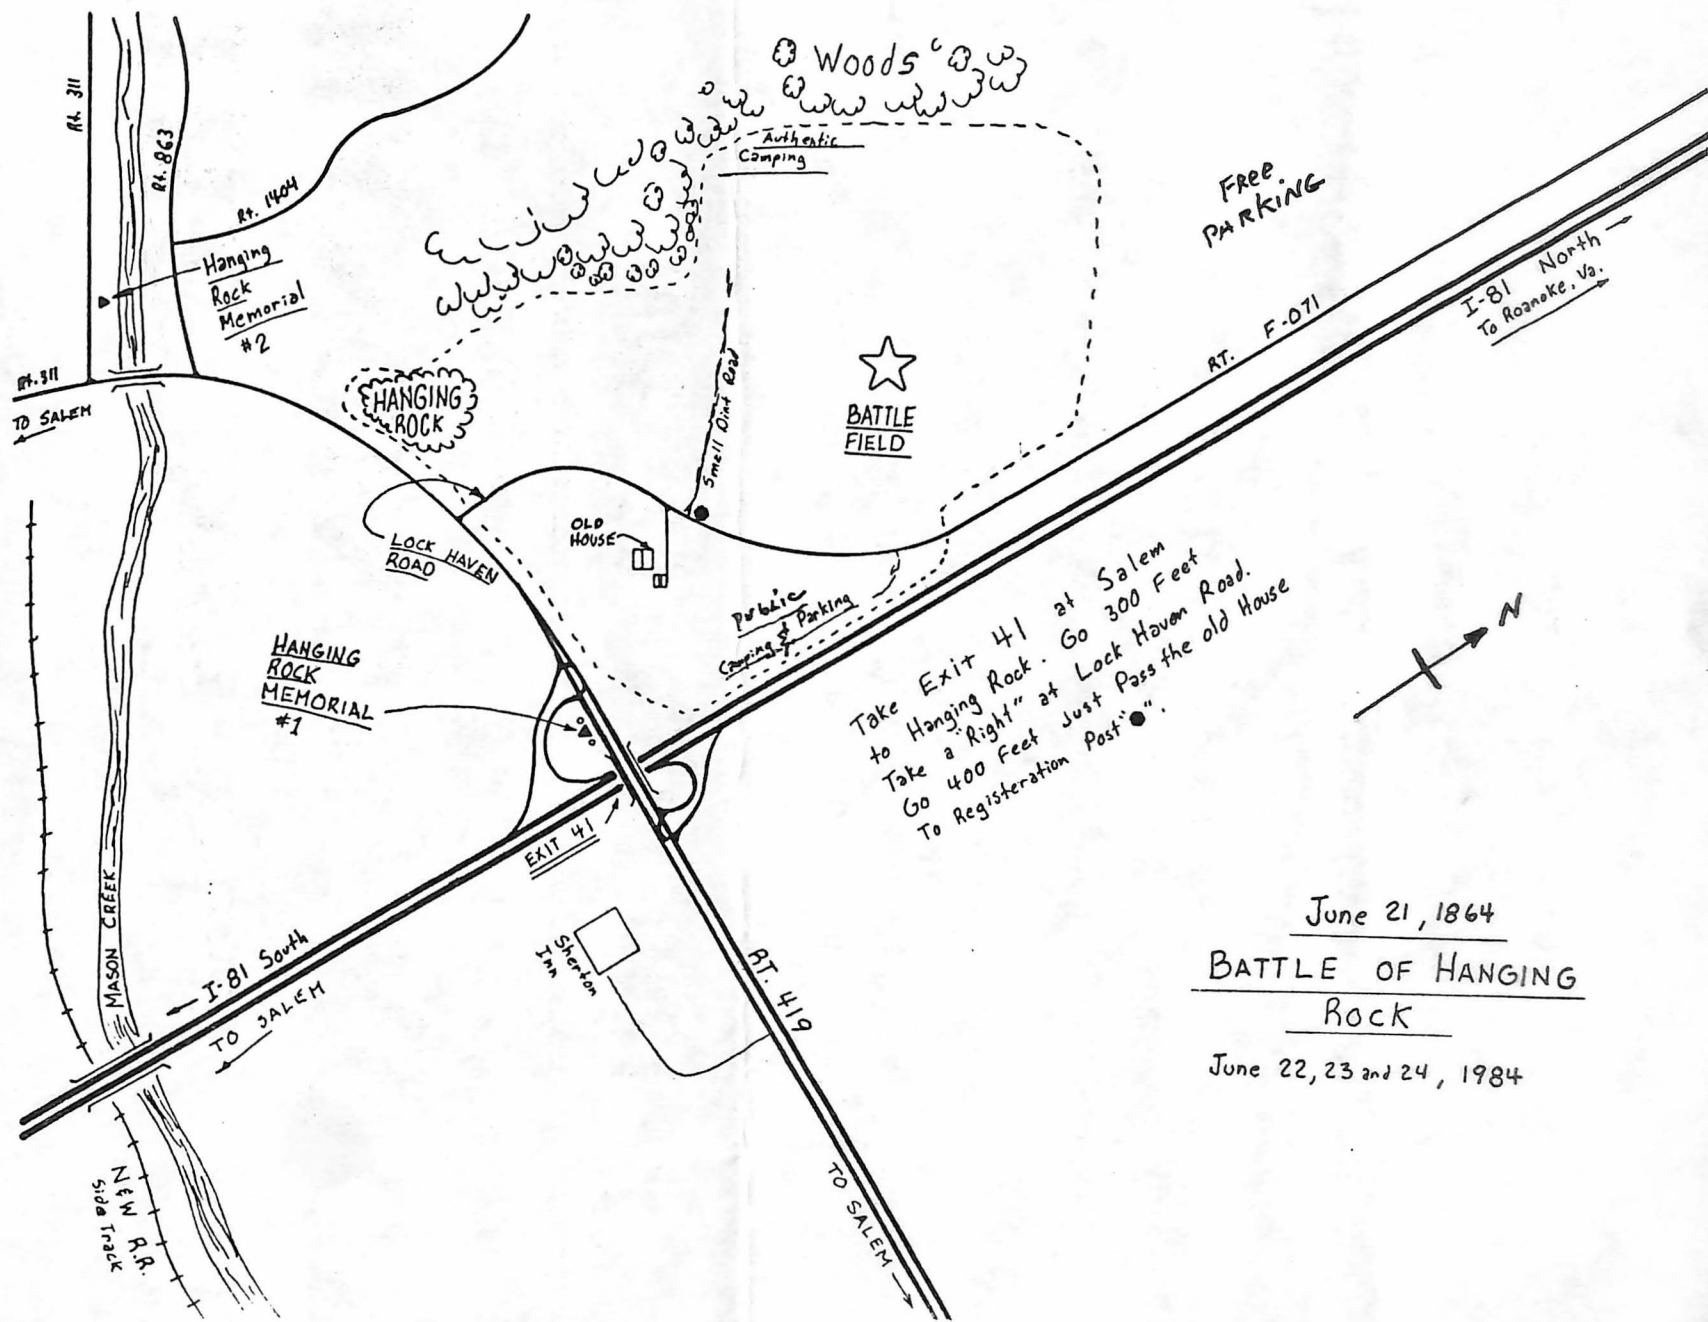 Rt. 311
Rt. 863
Rt. 1404
Hanging
Rock
Memorial
#2
Rt. 311
TO SALEM
Woods
Authentic
Camping
FREE
PARKING
HANGING
ROCK
Small Dirt Road
BATTLE
FIELD
RT. F-071
I-81 North
To Roanoke, Va.
LOCK HAVEN
ROAD
OLD
HOUSE
Public
Camping & Parking
HANGING
ROCK
MEMORIAL
#1
Take Exit 41 at Salem
to Hanging Rock. Go 300 Feet
Take a "Right" at Lock Haven Road.
Go 400 Feet Just Pass the old House
To Registeration Post "●".
N
EXIT 41
MASON CREEK
I-81 South
TO SALEM
Sherton
Inn
RT. 419
TO SALEM
N & W R.R.
Side Track
June 21, 1864
BATTLE OF HANGING
ROCK
June 22, 23 and 24, 1984